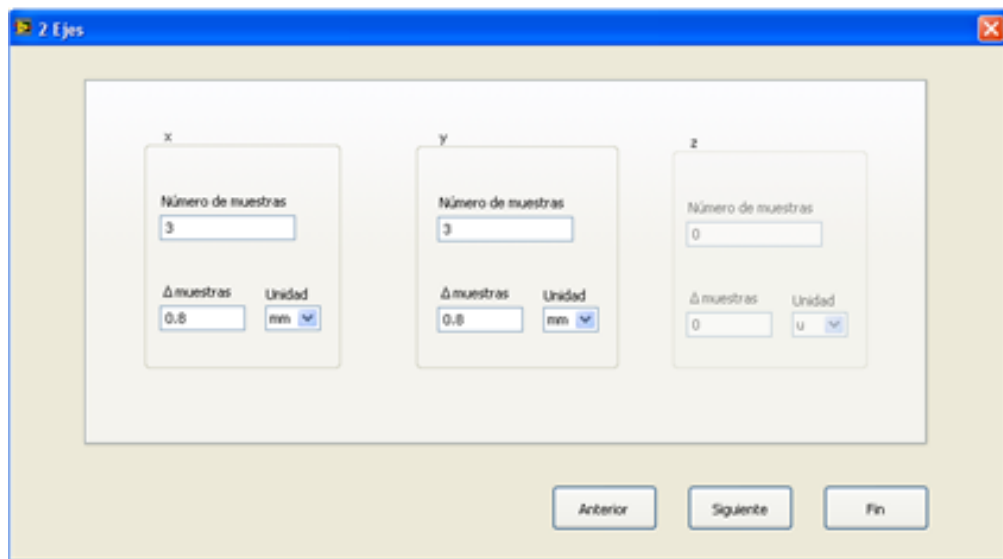 2 Ejes
x
Número de muestras
3
Δ muestras Unidad
0.8 mm
y
Número de muestras
3
Δ muestras Unidad
0.8 mm
z
Número de muestras
0
Δ muestras Unidad
0 u
Anterior Siguiente Fin